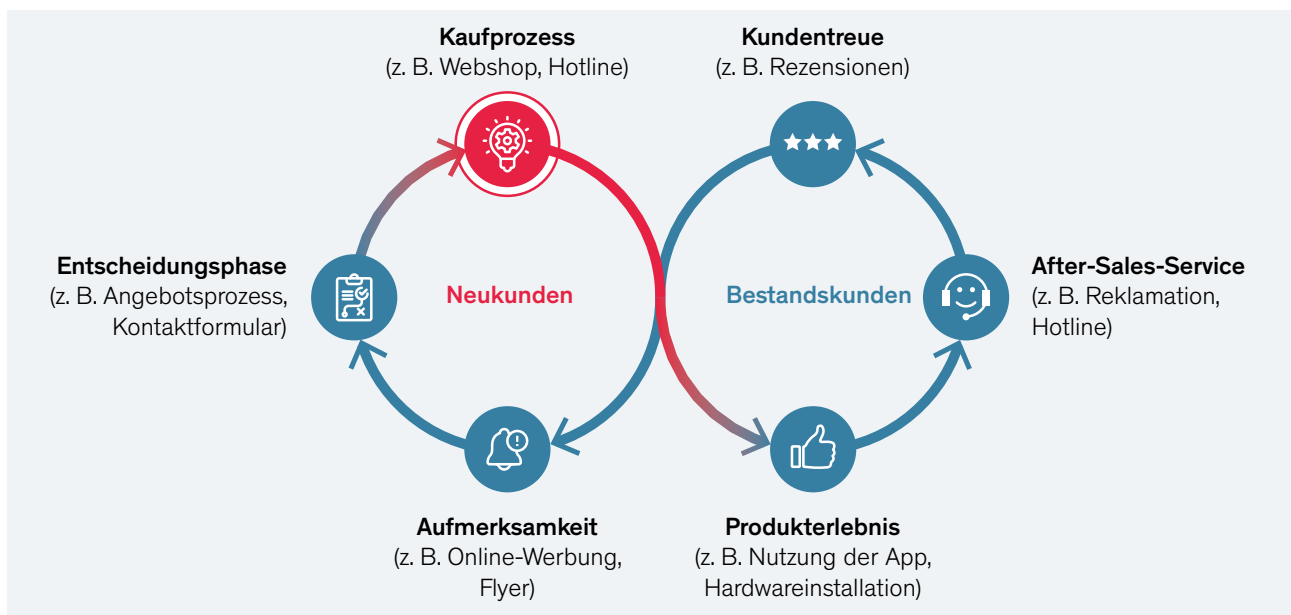 Kaufprozess
(z. B. Webshop, Hotline)
Kundentreue
(z. B. Rezensionen)
Entscheidungsphase
(z. B. Angebotsprozess,
Kontaktformular)
Neukunden
Bestandskunden
After-Sales-Service
(z. B. Reklamation,
Hotline)
Aufmerksamkeit
(z. B. Online-Werbung,
Flyer)
Produkterlebnis
(z. B. Nutzung der App,
Hardwareinstallation)